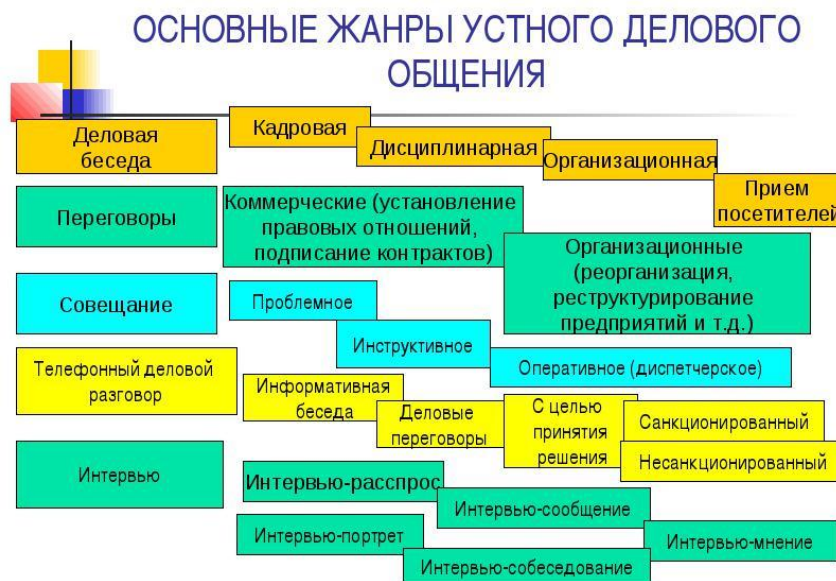 ОСНОВНЫЕ ЖАНРЫ УСТНОГО ДЕЛОВОГО
ОБЩЕНИЯ
Деловая
беседа
Кадровая
Дисциплинарная
Организационная
Прием
посетителей
Переговоры
Коммерческие (установление
правовых отношений,
подписание контрактов)
Организационные
(реорганизация,
реструктурирование
предприятий и т.д.)
Совещание
Проблемное
Инструктивное
Оперативное (диспетчерское)
Телефонный деловой
разговор
Информативная
беседа
Деловые
переговоры
С целью
принятия
решения
Санкционированный
Несанкционированный
Интервью
Интервью-расспрос
Интервью-сообщение
Интервью-портрет
Интервью-мнение
Интервью-собеседование